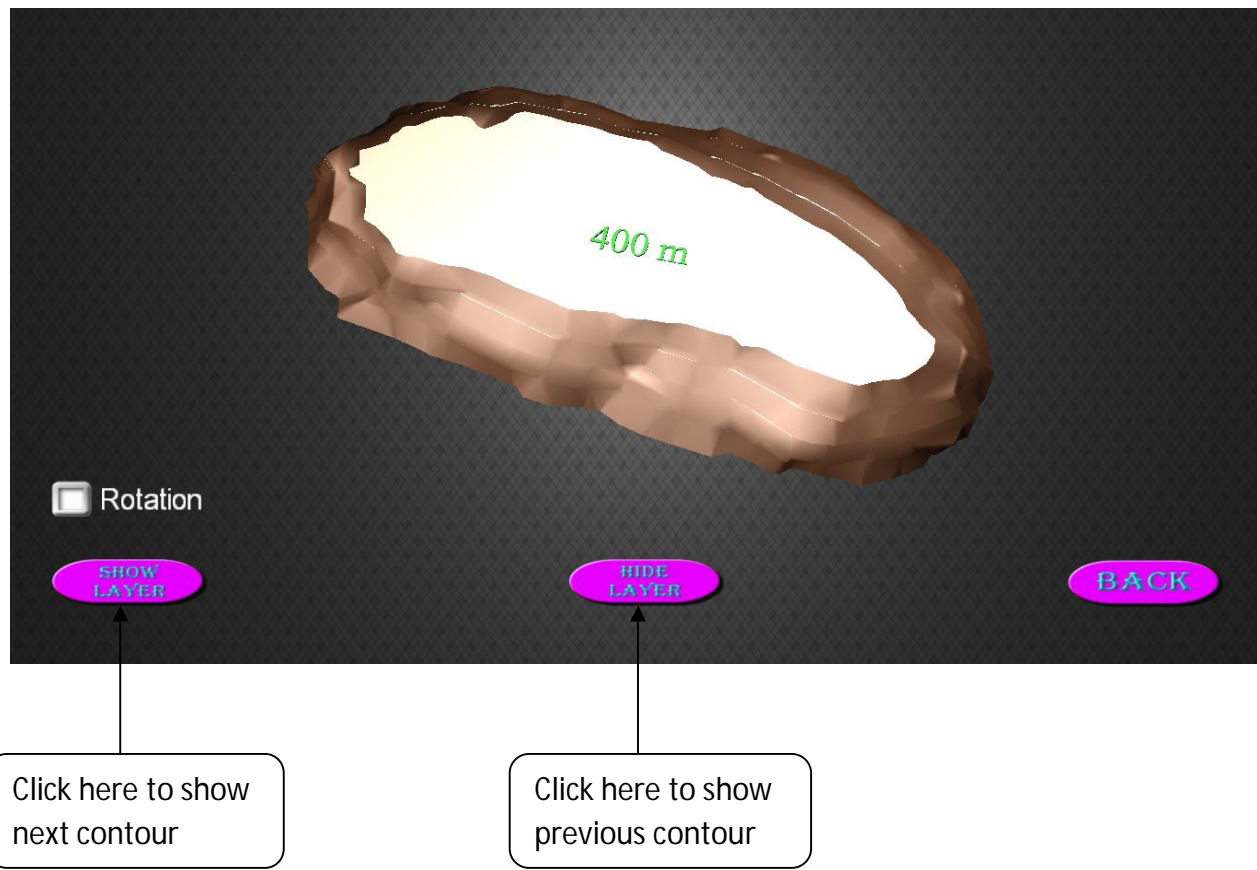 400 m
Rotation
SHOW
LAYER
HIDE
LAYER
BACK
Click here to show
next contour
Click here to show
previous contour